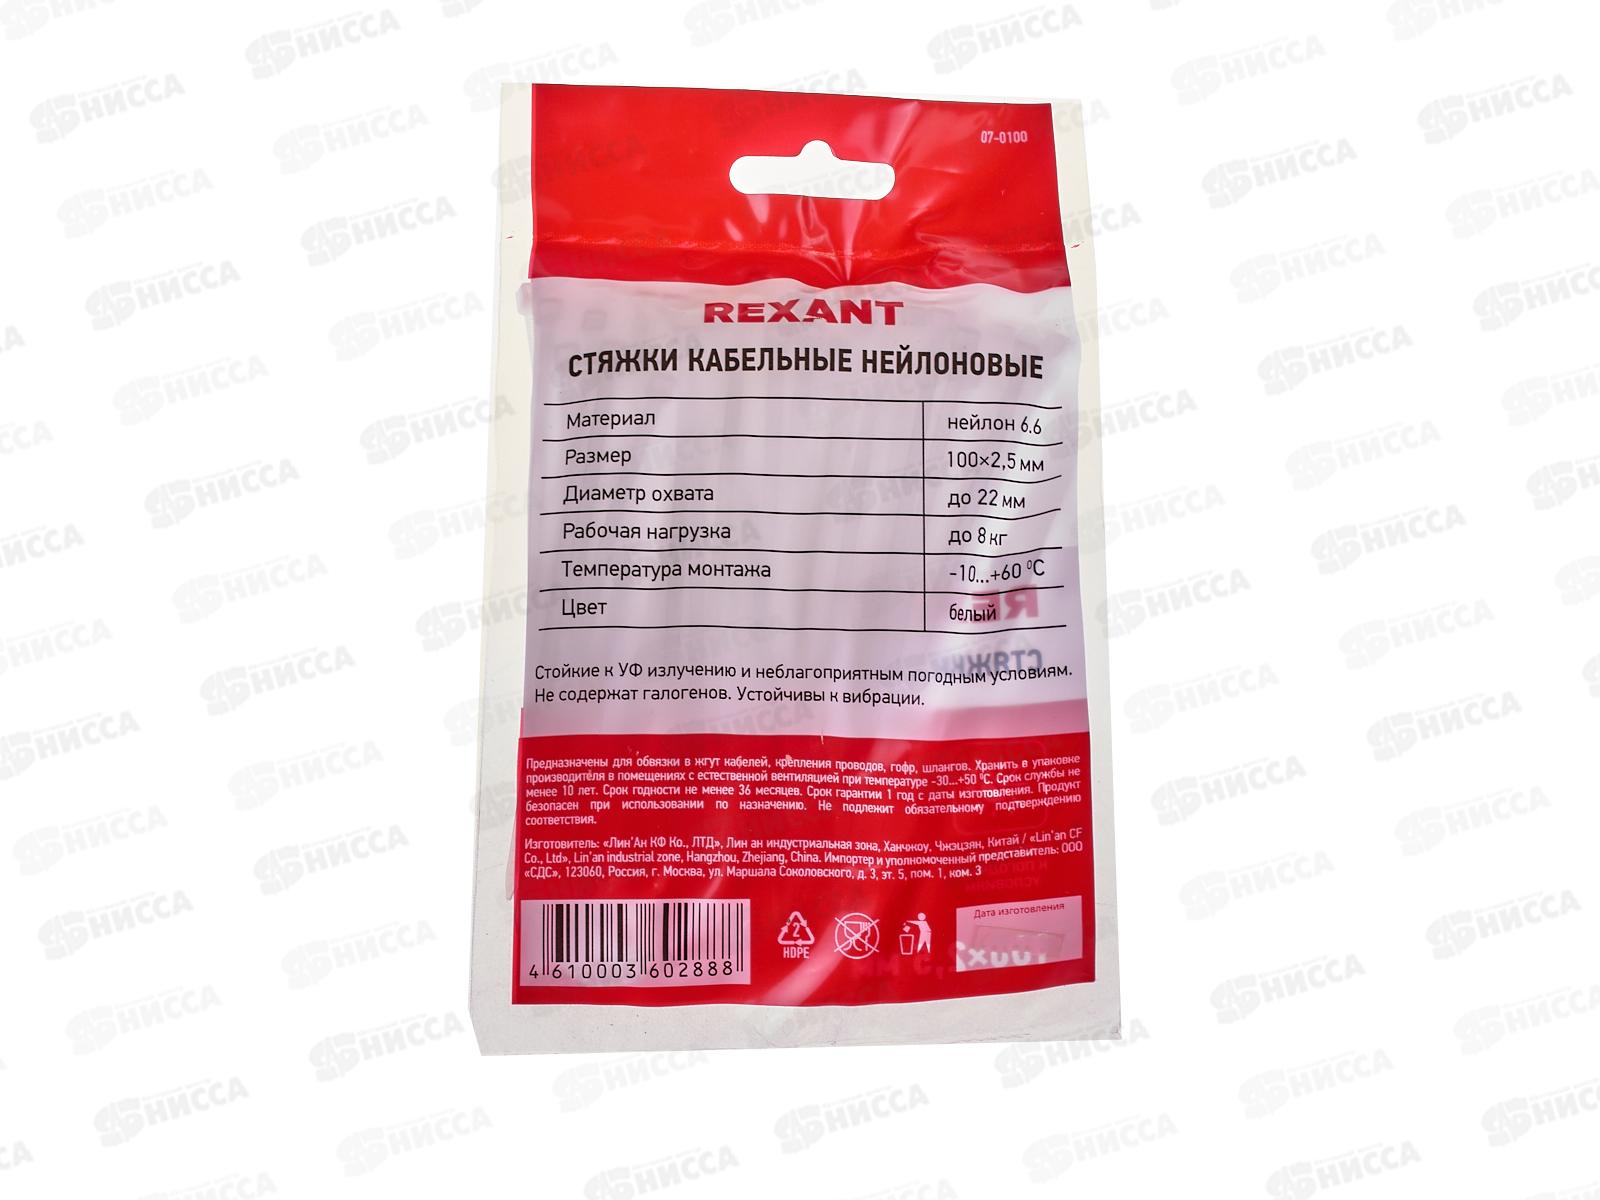 07-0100
REXANT
СТЯЖКИ КАБЕЛЬНЫЕ НЕЙЛОНОВЫЕ
Материал нейлон 6.6
Размер 100×2,5 мм
Диаметр охвата до 22 мм
Рабочая нагрузка до 8 кг
Температура монтажа -10...+60 ⁰C
Цвет белый
Стойкие к УФ излучению и неблагоприятным погодным условиям.
Не содержат галогенов. Устойчивы к вибрации.
Предназначены для обвязки в жгут кабелей, крепления проводов, гофр, шлангов. Хранить в упаковке
производителя в помещениях с естественной вентиляцией при температуре -30...+50 ⁰C. Срок службы не
менее 10 лет. Срок годности не менее 36 месяцев. Срок гарантии 1 год с даты изготовления. Продукт
безопасен при использовании по назначению. Не подлежит обязательному подтверждению
соответствия.
Изготовитель: «Лин'Ан КФ Ко., ЛТД», Лин ан индустриальная зона, Ханчжоу, Чжэцзян, Китай / «Lin'an CF
Co., Ltd», Lin'an industrial zone, Hangzhou, Zhejiang, China. Импортер и уполномоченный представитель: ООО
«СДС», 123060, Россия, г. Москва, ул. Маршала Соколовского, д. 3, эт. 5, пом. 1, ком. 3
Дата изготовления
2
HDPE
4 610003 602888
НИССА